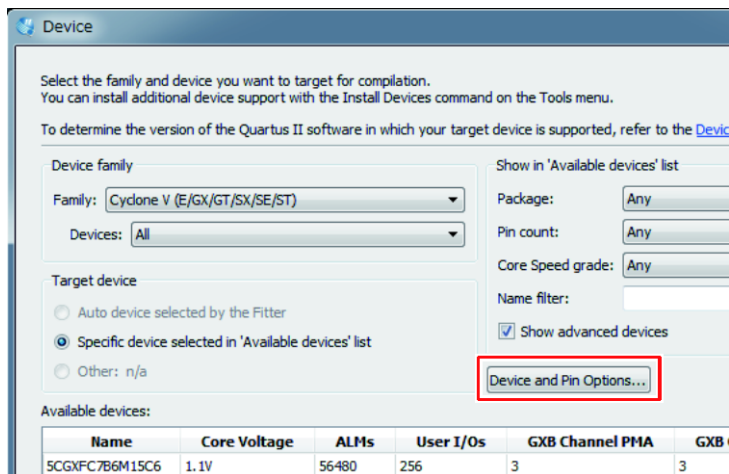 Device
Select the family and device you want to target for compilation.
You can install additional device support with the Install Devices command on the Tools menu.
To determine the version of the Quartus II software in which your target device is supported, refer to the Devic
Device family
Family: Cyclone V (E/GX/GT/SX/SE/ST)
Devices: All
Show in 'Available devices' list
Package: Any
Pin count: Any
Core Speed grade: Any
Name filter:
Show advanced devices
Target device
Auto device selected by the Fitter
Specific device selected in 'Available devices' list
Other: n/a
Device and Pin Options...
Available devices:
Name Core Voltage ALMs User I/Os GXB Channel PMA GXB
5CGXFC7B6M15C6 1.1V 56480 256 3 3